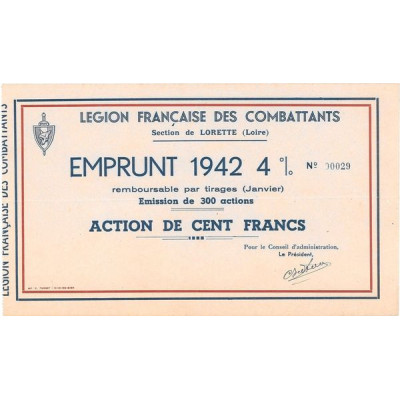 LEGION FRANÇAISE DES COMBATTANTS
LEGION FRANÇAISE DES COMBATTANTS
Section de LORETTE (Loire)
EMPRUNT 1942 4 % Nº 00029
remboursable par tirages (Janvier)
Emission de 300 actions
ACTION DE CENT FRANCS
Pour le Conseil d'administration,
Le Président,